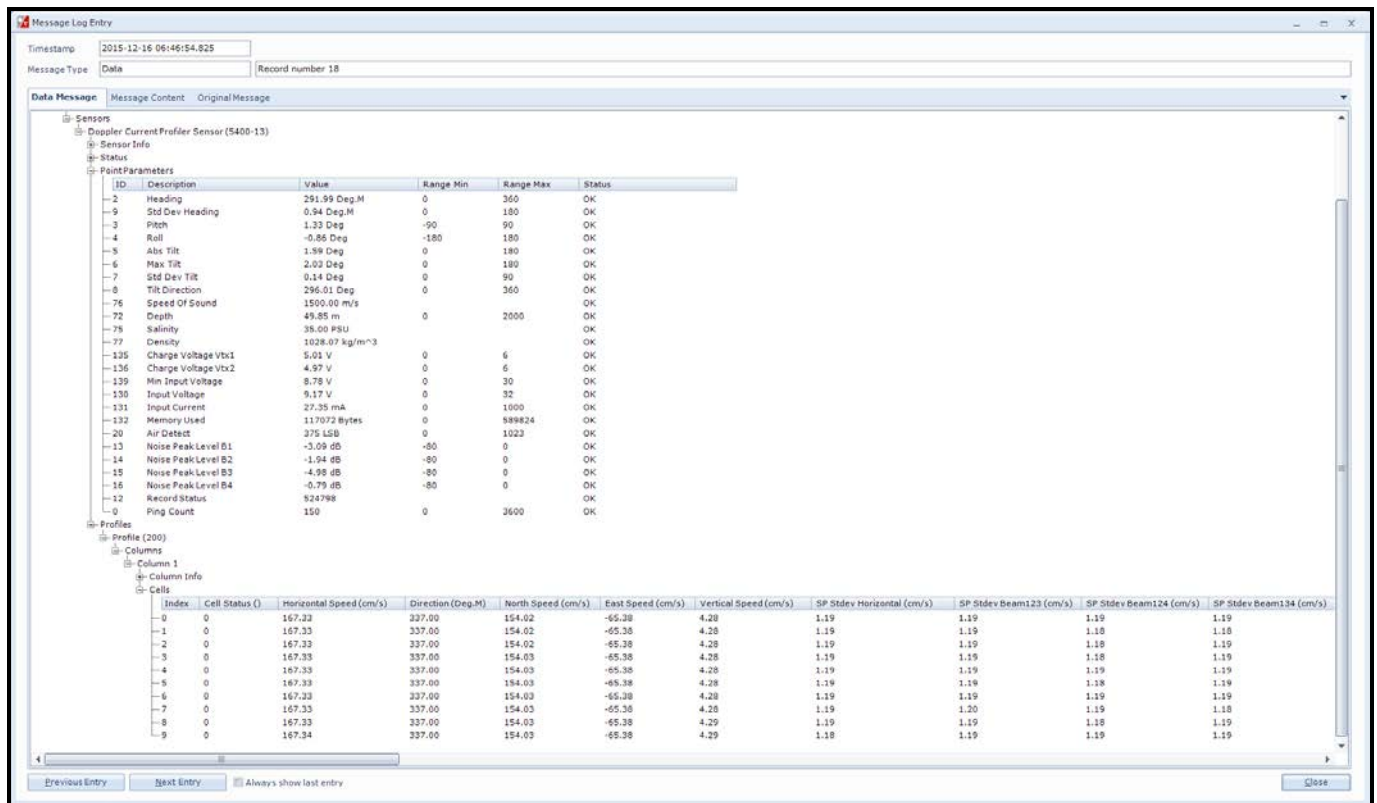 Message Log Entry
Timestamp 2015-12-16 06:46:54.825
Message Type Data Record number 18
Data Message Message Content Original Message
Sensors
Doppler Current Profiler Sensor (5400-13)
Sensor Info
Status
Point Parameters
ID Description Value Range Min Range Max Status
2 Heading 291.99 Deg.M 0 360 OK
9 Std Dev Heading 0.94 Deg.M 0 180 OK
3 Pitch 1.33 Deg -90 90 OK
4 Roll -0.86 Deg -180 180 OK
5 Abs Tilt 1.59 Deg 0 180 OK
6 Max Tilt 2.03 Deg 0 180 OK
7 Std Dev Tilt 0.14 Deg 0 90 OK
8 Tilt Direction 296.01 Deg 0 360 OK
76 Speed Of Sound 1500.00 m/s OK
72 Depth 49.85 m 0 2000 OK
75 Salinity 35.00 PSU OK
77 Density 1028.07 kg/m^3 OK
135 Charge Voltage Vtx1 5.01 V 0 6 OK
136 Charge Voltage Vtx2 4.97 V 0 6 OK
139 Min Input Voltage 8.78 V 0 30 OK
130 Input Voltage 9.17 V 0 32 OK
131 Input Current 27.35 mA 0 1000 OK
132 Memory Used 117072 Bytes 0 589824 OK
20 Air Detect 375 LSB 0 1023 OK
13 Noise Peak Level B1 -3.09 dB -80 0 OK
14 Noise Peak Level B2 -1.94 dB -80 0 OK
15 Noise Peak Level B3 -4.98 dB -80 0 OK
16 Noise Peak Level B4 -0.79 dB -80 0 OK
12 Record Status 524798 OK
0 Ping Count 150 0 3600 OK
Profiles
Profile (200)
Columns
Column 1
Column Info
Cells
Index Cell Status () Horizontal Speed (cm/s) Direction (Deg.M) North Speed (cm/s) East Speed (cm/s) Vertical Speed (cm/s) SP Stdev Horizontal (cm/s) SP Stdev Beam123 (cm/s) SP Stdev Beam124 (cm/s) SP Stdev Beam134 (cm/s)
0 0 167.33 337.00 154.02 -65.38 4.28 1.19 1.19 1.19 1.19
1 0 167.33 337.00 154.02 -65.38 4.28 1.19 1.19 1.18 1.18
2 0 167.33 337.00 154.02 -65.38 4.28 1.19 1.19 1.18 1.19
3 0 167.33 337.00 154.03 -65.38 4.28 1.19 1.19 1.18 1.19
4 0 167.33 337.00 154.03 -65.38 4.28 1.19 1.19 1.19 1.19
5 0 167.33 337.00 154.03 -65.38 4.28 1.19 1.19 1.18 1.19
6 0 167.33 337.00 154.03 -65.38 4.28 1.19 1.19 1.19 1.19
7 0 167.33 337.00 154.03 -65.38 4.28 1.19 1.20 1.19 1.18
8 0 167.33 337.00 154.03 -65.38 4.29 1.19 1.19 1.18 1.19
9 0 167.34 337.00 154.03 -65.38 4.29 1.18 1.19 1.19 1.19
Previous Entry Next Entry Always show last entry Close